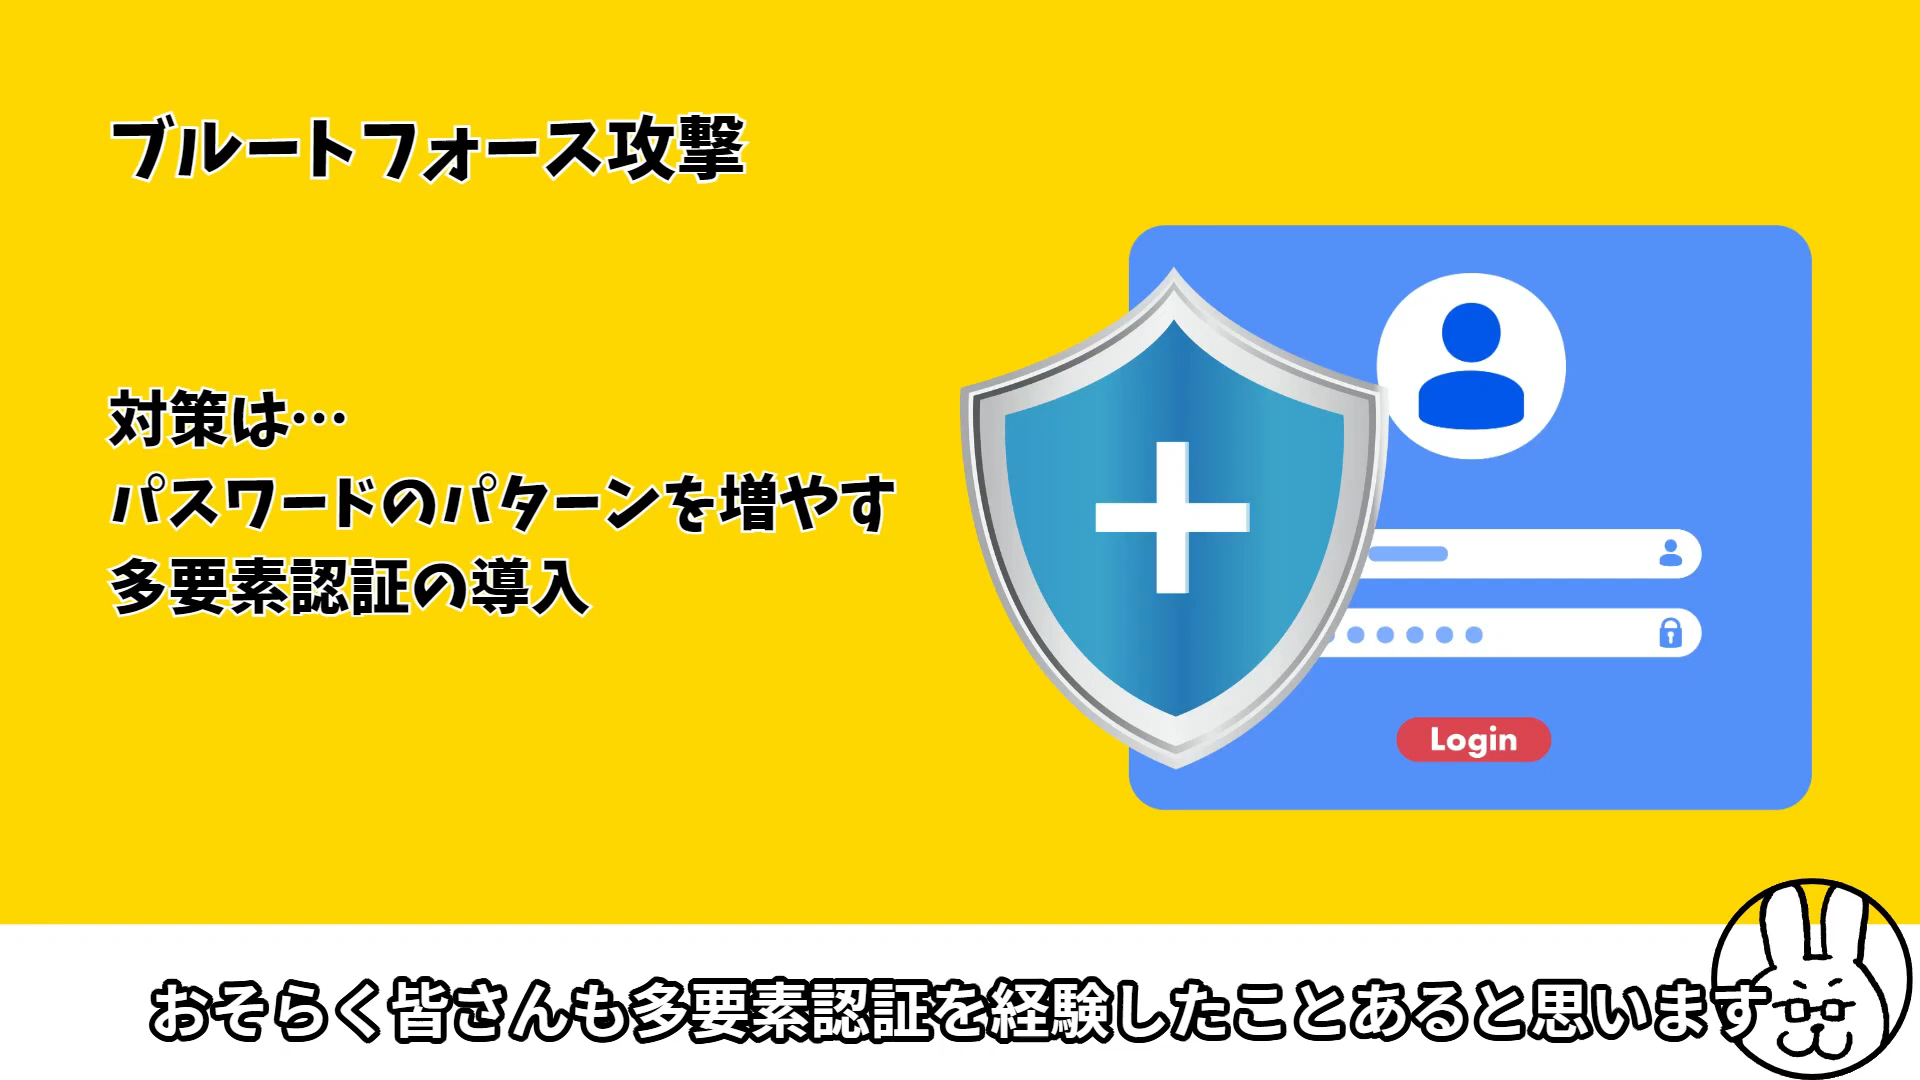 ブルートフォース攻撃
対策は…
パスワードのパターンを増やす
多要素認証の導入
Login
おそらく皆さんも多要素認証を経験したことあると思います